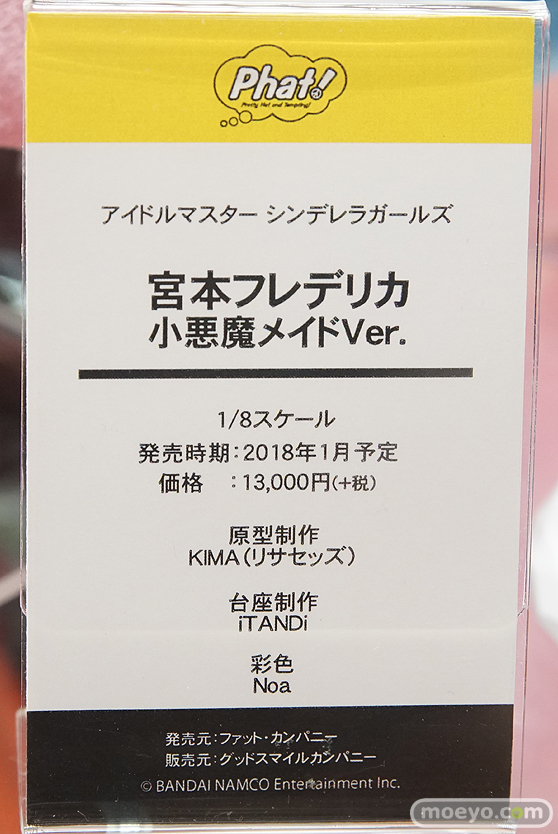 Phat!
Pretty Hot and Tempting!
アイドルマスター シンデレラガールズ
宮本フレデリカ
小悪魔メイドVer.
1/8スケール
発売時期:2018年1月予定
価格 :13,000円(+税)
原型制作
KIMA(リサセッズ)
台座制作
iTANDi
彩色
Noa
発売元:ファット・カンパニー
販売元:グッドスマイルカンパニー
© BANDAI NAMCO Entertainment Inc.
moeyo.com